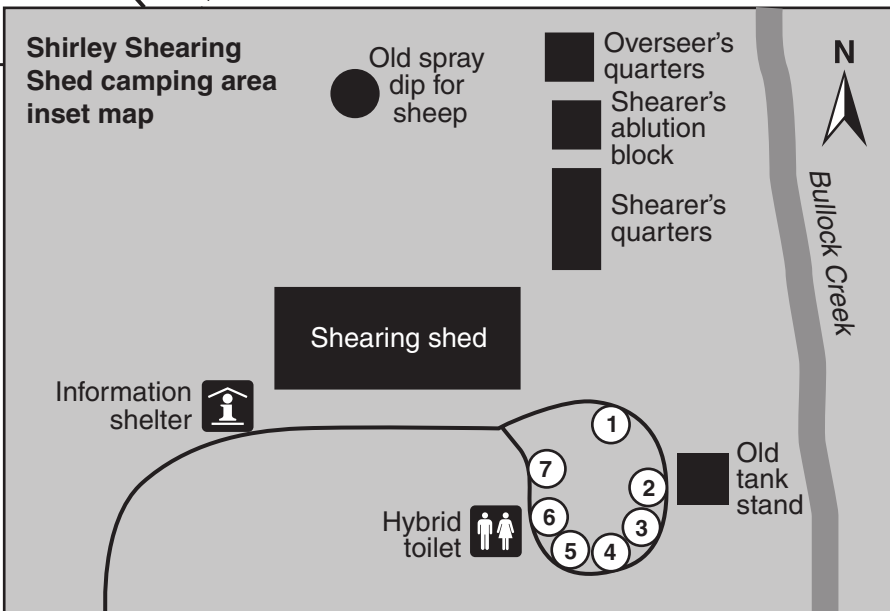 Shirley Shearing
Shed camping area
inset map
Old spray
dip for
sheep
Overseer's
quarters
Shearer's
ablution
block
Shearer's
quarters
N
Bullock Creek
Shearing shed
Information
shelter
1
2
3
4
5
6
7
Old
tank
stand
Hybrid
toilet